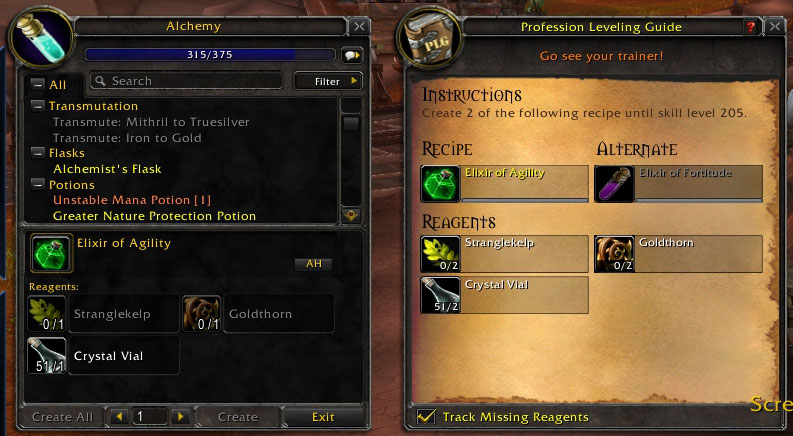 Alchemy
315/375
All
Search
Filter
Transmutation
Transmute: Mithril to Truesilver
Transmute: Iron to Gold
Flasks
Alchemist's Flask
Potions
Unstable Mana Potion [1]
Greater Nature Protection Potion
Elixir of Agility
AH
Reagents:
0/1
Stranglekelp
0/1
Goldthorn
51/1
Crystal Vial
Create All
1
Create
Exit
PLG
Profession Leveling Guide
?
Go see your trainer!
Instructions
Create 2 of the following recipe until skill level 205.
Recipe
Alternate
Elixir of Agility
Elixir of Fortitude
Reagents
Stranglekelp
0/2
Goldthorn
0/2
Crystal Vial
51/2
Track Missing Reagents
Scre